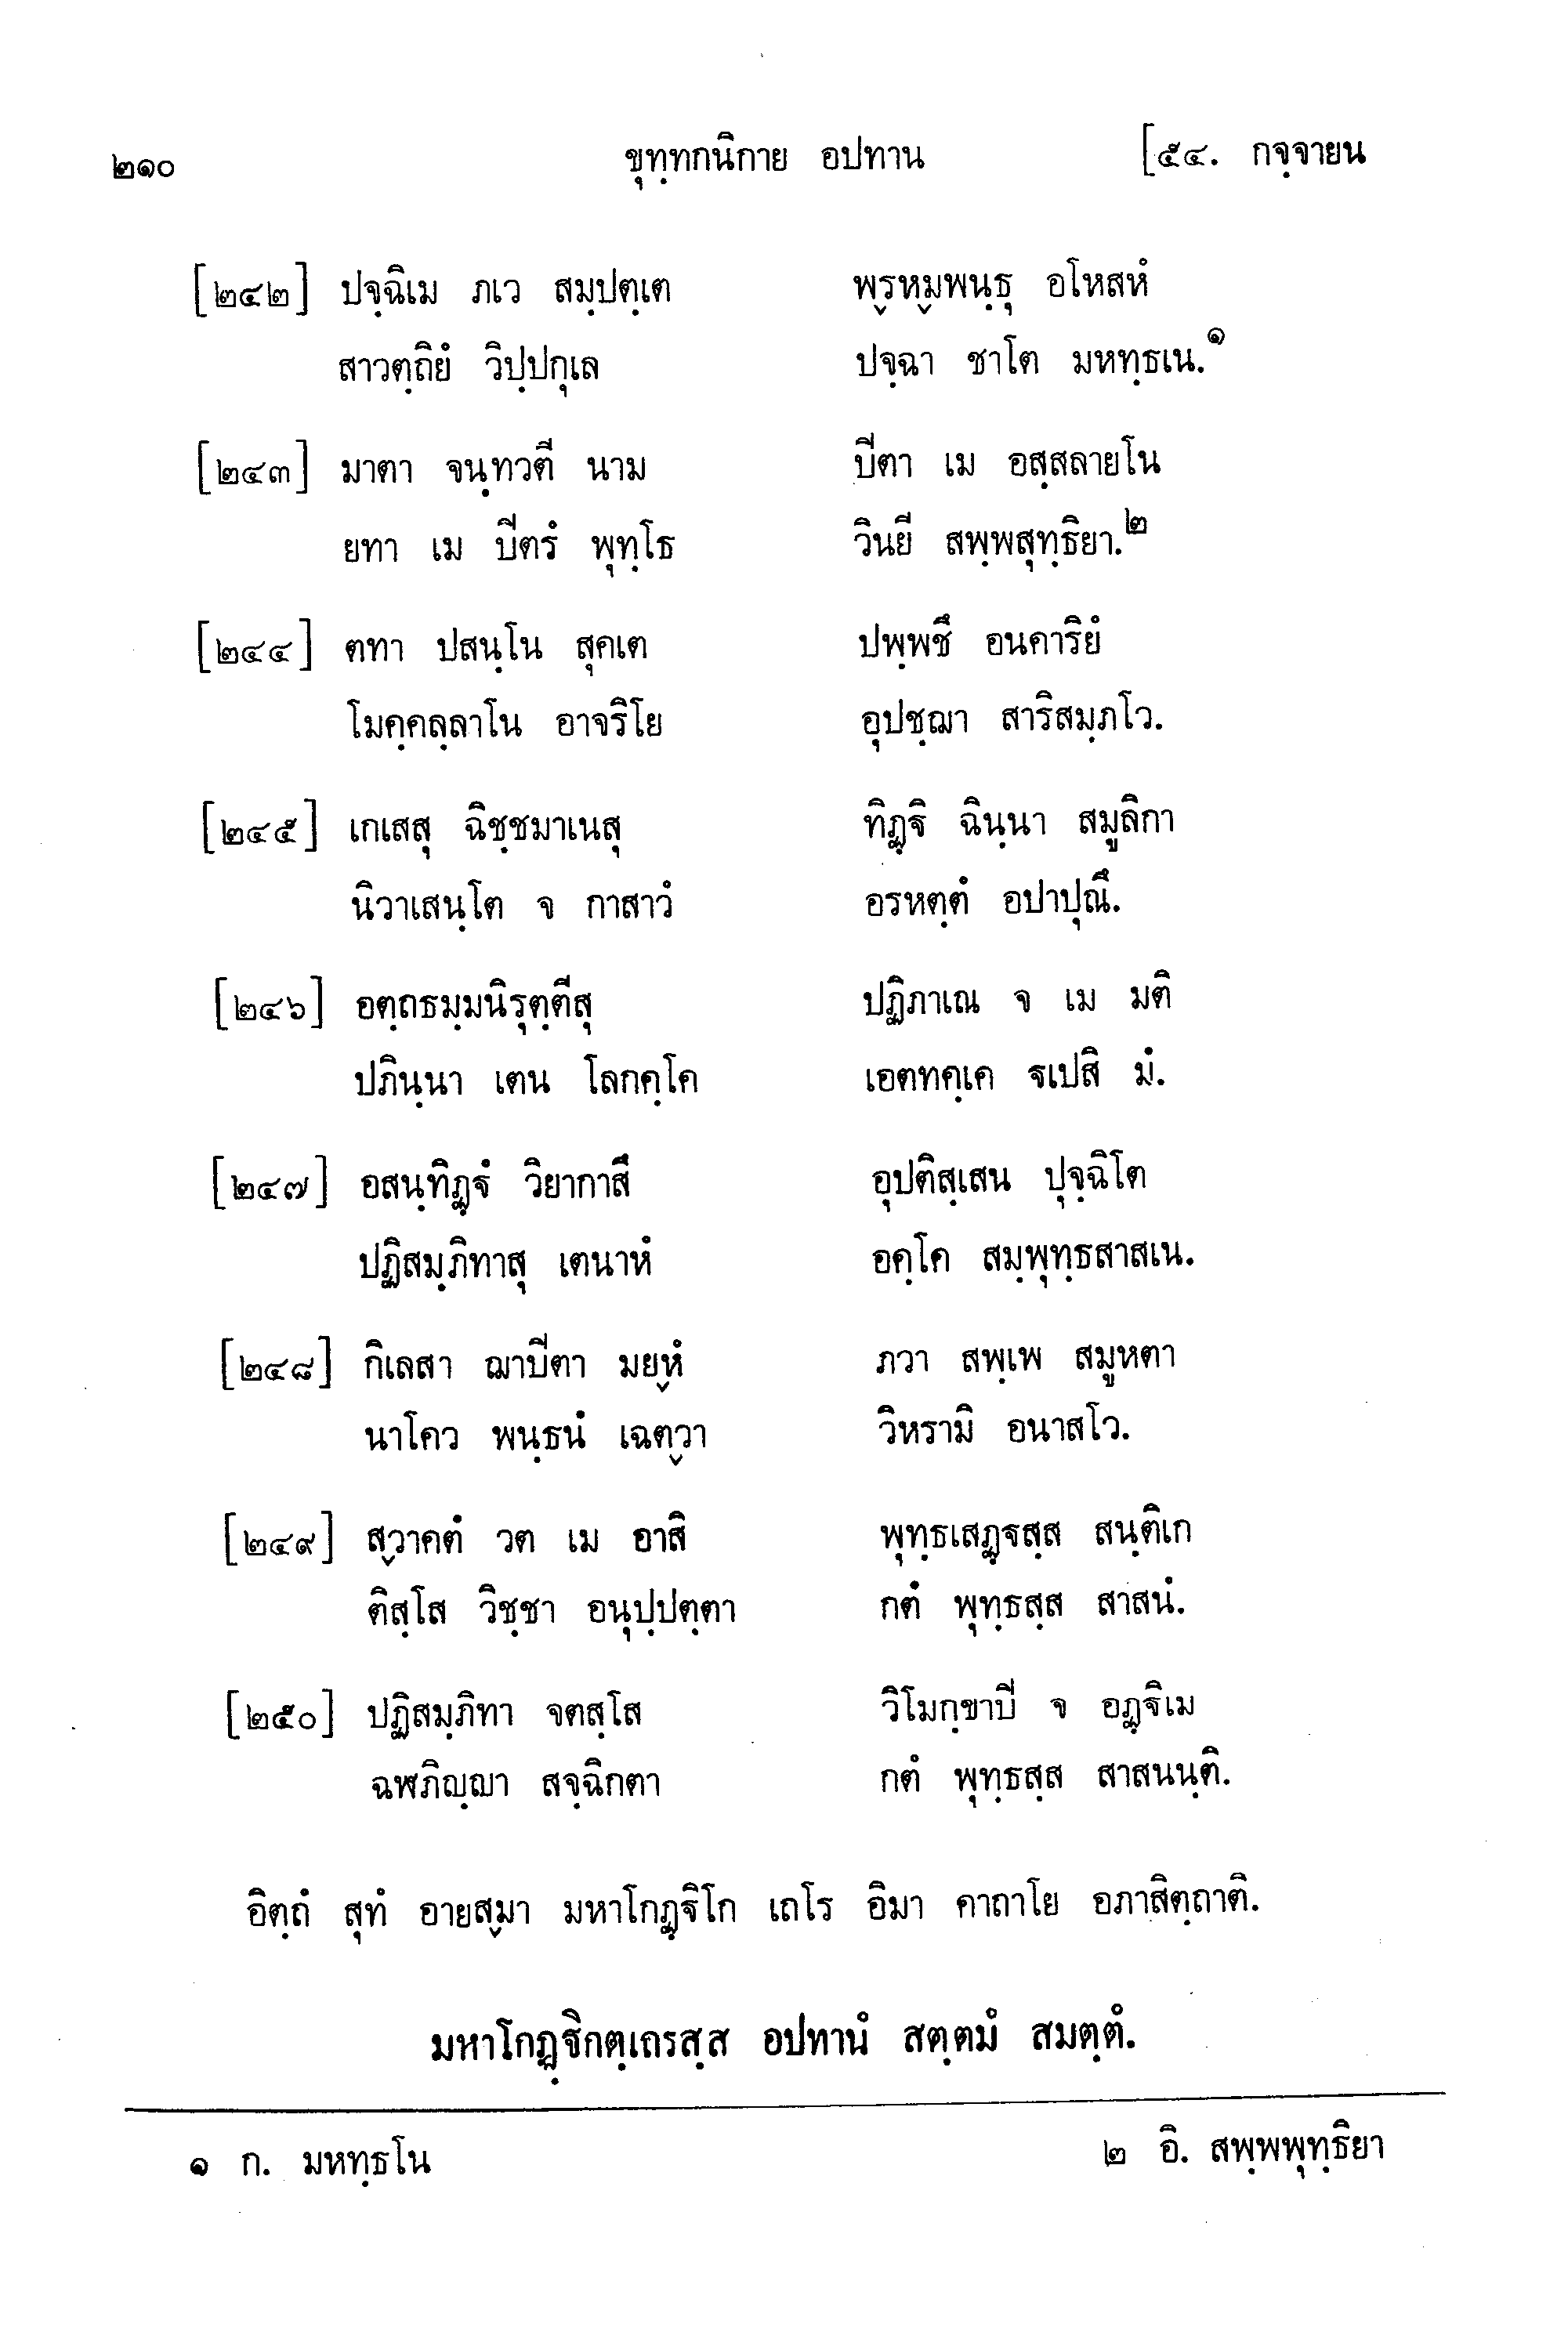 ๒๑๐ ขุทฺทกนิกาย อปทาน [๕๔. กจฺจายน
[๒๔๒] ปจฺฉิเม ภเว สมฺปตฺเต พฺรหฺมพนฺธุ อโหสหํ
สาวตฺถิยํ วิปฺปกุเล ปจฺฉา ชาโต มหทฺธเน.๑
[๒๔๓] มาตา จนฺทวตี นาม ปีตา เม อสฺสลายโน
ยทา เม ปีตรํ พุทฺโธ วินยี สพฺพสุทฺธิยา.๒
[๒๔๔] ตทา ปสนฺโน สุคเต ปพฺพชึ อนคาริยํ
โมคฺคลฺลาโน อาจริโย อุปชฺฌา สาริสมฺภโว.
[๒๔๕] เกเสสุ ฉิชฺชมาเนสุ ทิฏฺฐิ ฉินฺนา สมูลิกา
นิวาเสนฺโต จ กาสาวํ อรหตฺตํ อปาปุณึ.
[๒๔๖] อตฺถธมฺมนิรุตฺตีสุ ปฏิภาเณ จ เม มติ
ปภินฺนา เตน โลกคฺโค เอตทคฺเค ฐเปสิ มํ.
[๒๔๗] อสนฺทิฏฺฐํ วิยากาสึ อุปติสฺเสน ปุจฺฉิโต
ปฏิสมฺภิทาสุ เตนาหํ อคฺโค สมฺพุทฺธสาสเน.
[๒๔๘] กิเลสา ฌาปีตา มยฺหํ ภวา สพฺเพ สมูหตา
นาโคว พนฺธนํ เฉตฺวา วิหรามิ อนาสโว.
[๒๔๙] สฺวาคตํ วต เม อาสิ พุทฺธเสฏฺฐสฺส สนฺติเก
ติสฺโส วิชฺชา อนุปฺปตฺตา กตํ พุทฺธสฺส สาสนํ.
[๒๕๐] ปฏิสมฺภิทา จตสฺโส วิโมกฺขาปี จ อฏฺฐิเม
ฉฬภิญฺญา สจฺฉิกตา กตํ พุทฺธสฺส สาสนนฺติ.
อิตฺถํ สุทํ อายสฺมา มหาโกฏฺฐิโก เถโร อิมา คาถาโย อภาสิตฺถาติ.
มหาโกฏฺฐิกตฺเถรสฺส อปทานํ สตฺตมํ สมตฺตํ.
๑ ก. มหทฺธโน ๒ อิ. สพฺพพุทฺธิยา